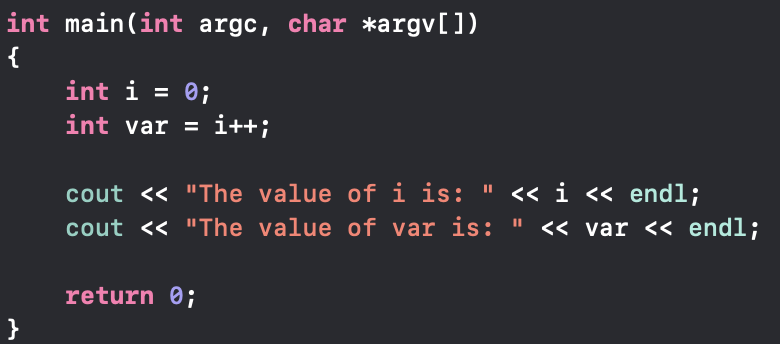 int main(int argc, char *argv[])
{
    int i = 0;
    int var = i++;

    cout << "The value of i is: " << i << endl;
    cout << "The value of var is: " << var << endl;

    return 0;
}